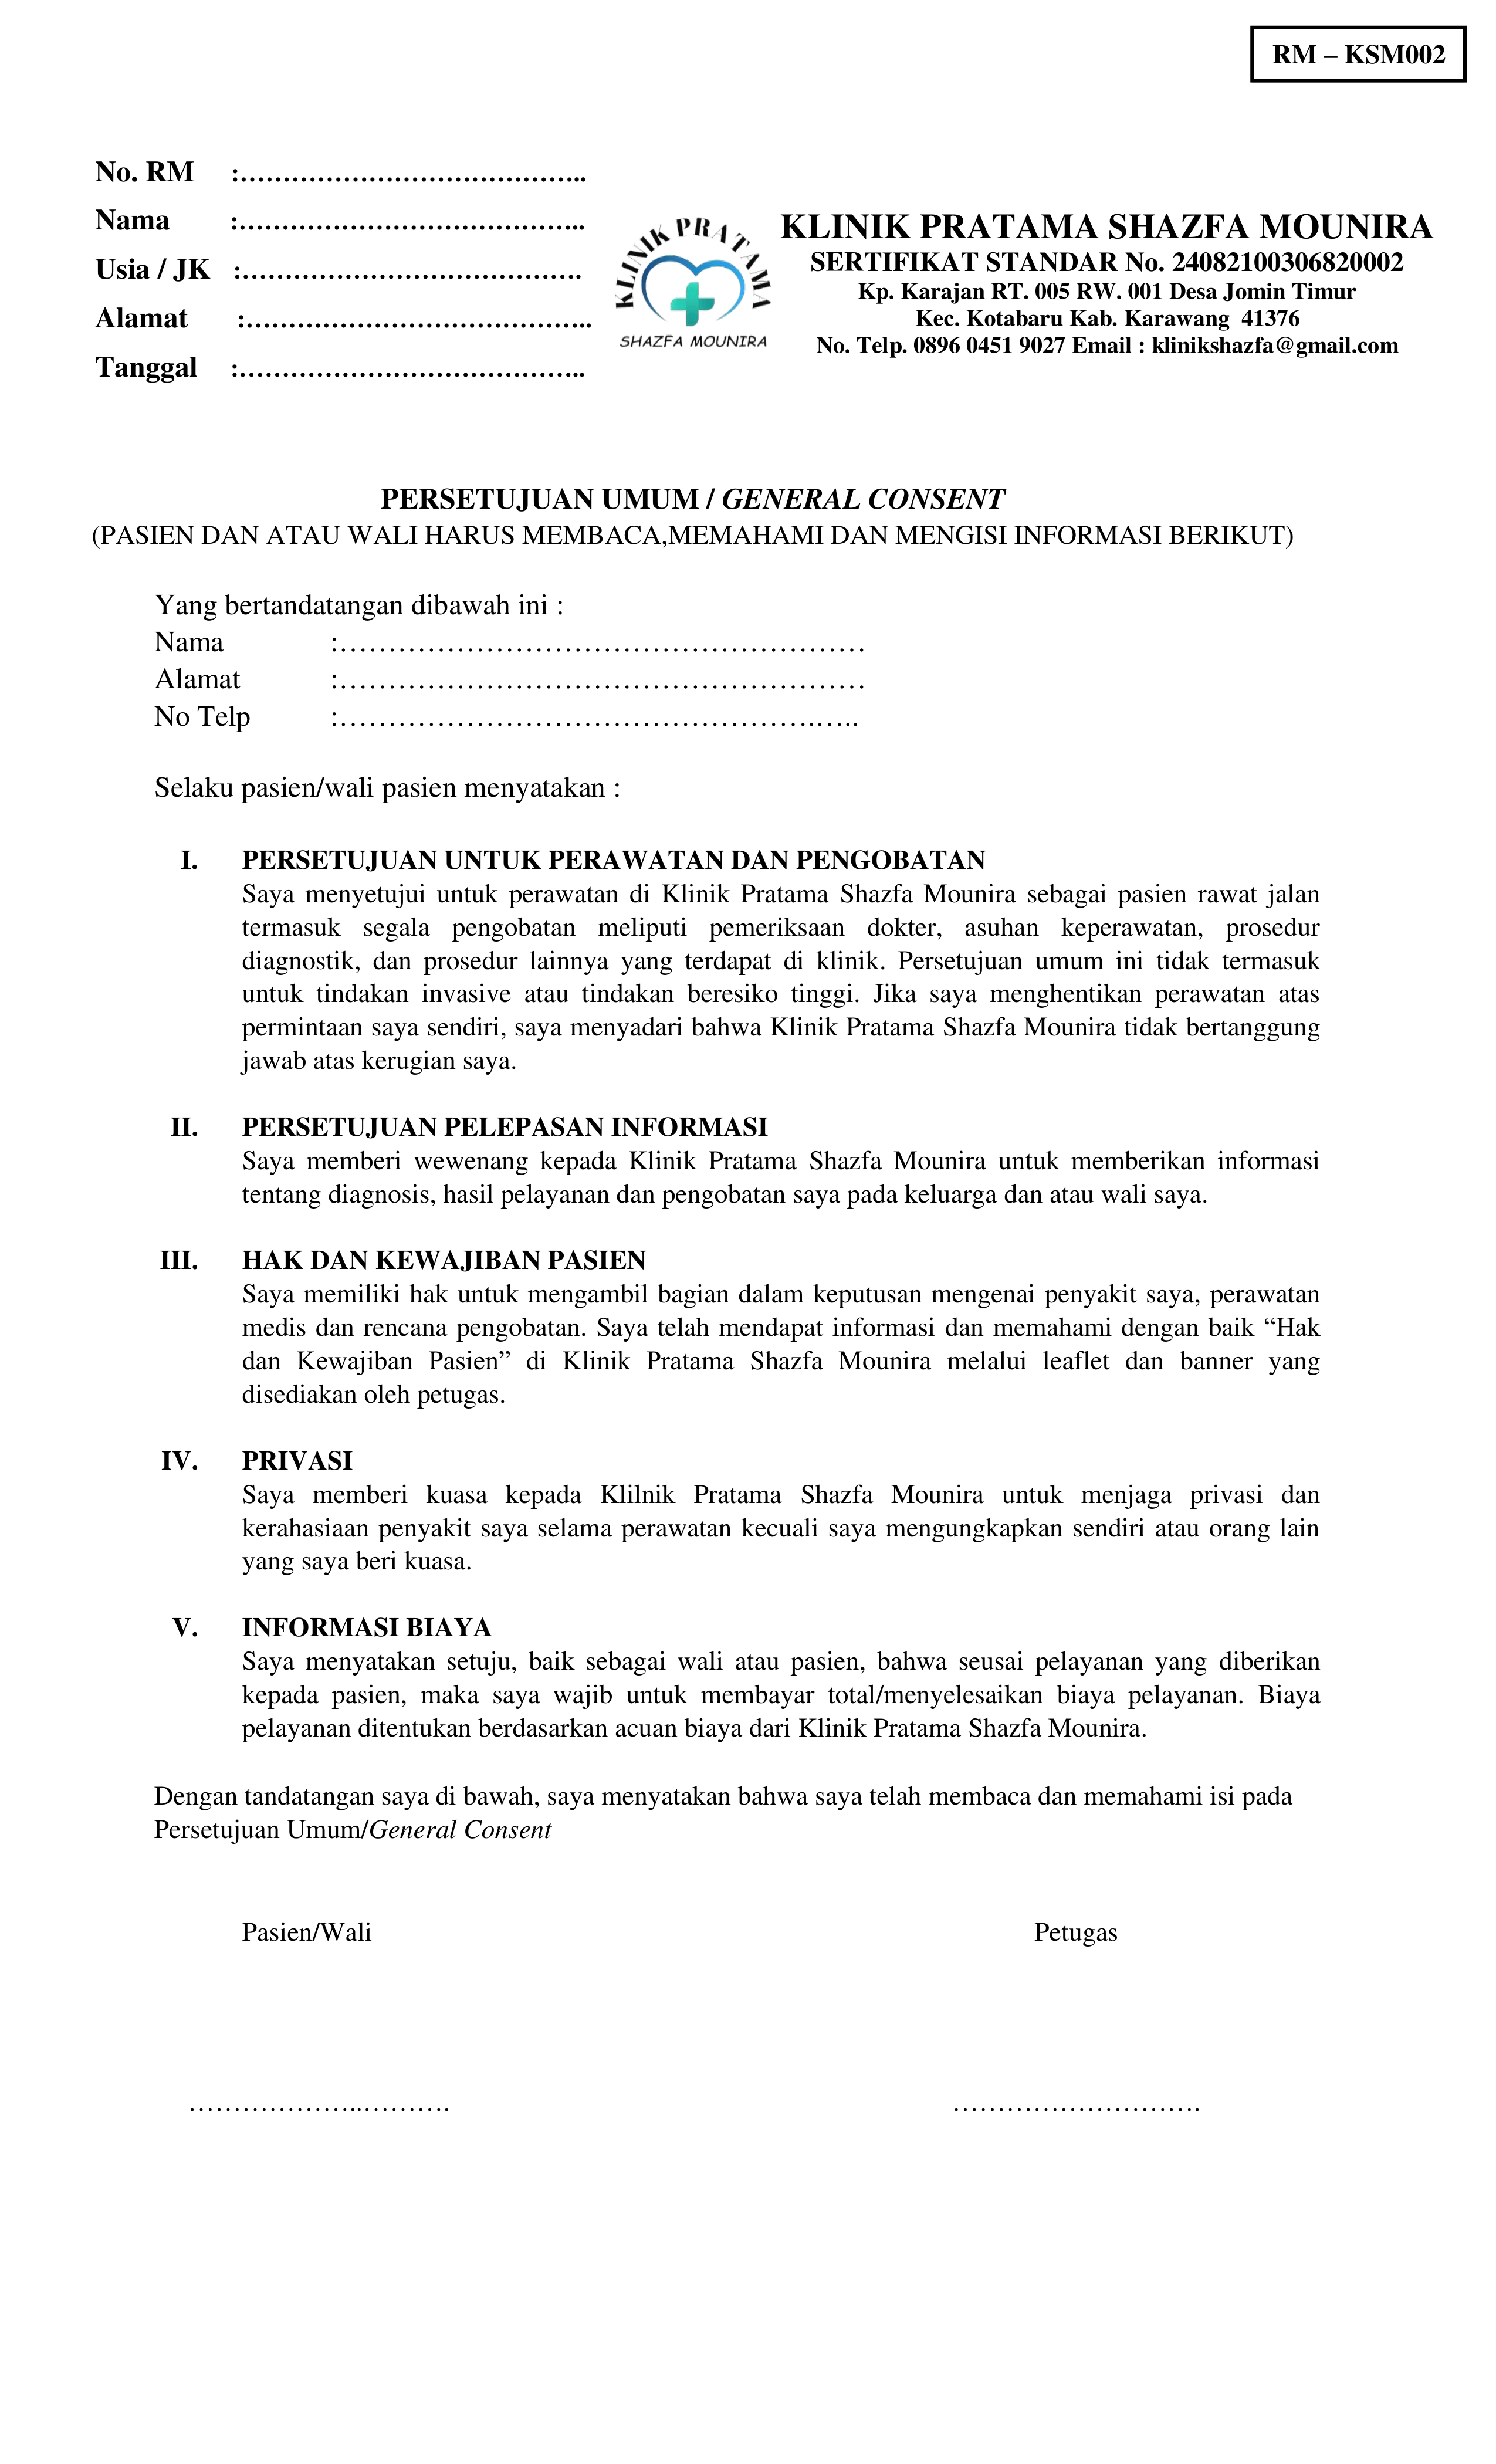 RM – KSM002
No. RM :…………………………………..
Nama :…………………………………..
Usia / JK :………………………………….
Alamat :…………………………………..
Tanggal :…………………………………..
KLINIK PRATAMA
SHAZFA MOUNIRA
KLINIK PRATAMA SHAZFA MOUNIRA
SERTIFIKAT STANDAR No. 24082100306820002
Kp. Karajan RT. 005 RW. 001 Desa Jomin Timur
Kec. Kotabaru Kab. Karawang 41376
No. Telp. 0896 0451 9027 Email : klinikshazfa@gmail.com
PERSETUJUAN UMUM / GENERAL CONSENT
(PASIEN DAN ATAU WALI HARUS MEMBACA,MEMAHAMI DAN MENGISI INFORMASI BERIKUT)
Yang bertandatangan dibawah ini :
Nama :………………………………………………
Alamat :………………………………………………
No Telp :………………………………………….…..
Selaku pasien/wali pasien menyatakan :
I. PERSETUJUAN UNTUK PERAWATAN DAN PENGOBATAN
Saya menyetujui untuk perawatan di Klinik Pratama Shazfa Mounira sebagai pasien rawat jalan
termasuk segala pengobatan meliputi pemeriksaan dokter, asuhan keperawatan, prosedur
diagnostik, dan prosedur lainnya yang terdapat di klinik. Persetujuan umum ini tidak termasuk
untuk tindakan invasive atau tindakan beresiko tinggi. Jika saya menghentikan perawatan atas
permintaan saya sendiri, saya menyadari bahwa Klinik Pratama Shazfa Mounira tidak bertanggung
jawab atas kerugian saya.
II. PERSETUJUAN PELEPASAN INFORMASI
Saya memberi wewenang kepada Klinik Pratama Shazfa Mounira untuk memberikan informasi
tentang diagnosis, hasil pelayanan dan pengobatan saya pada keluarga dan atau wali saya.
III. HAK DAN KEWAJIBAN PASIEN
Saya memiliki hak untuk mengambil bagian dalam keputusan mengenai penyakit saya, perawatan
medis dan rencana pengobatan. Saya telah mendapat informasi dan memahami dengan baik “Hak
dan Kewajiban Pasien” di Klinik Pratama Shazfa Mounira melalui leaflet dan banner yang
disediakan oleh petugas.
IV. PRIVASI
Saya memberi kuasa kepada Klilnik Pratama Shazfa Mounira untuk menjaga privasi dan
kerahasiaan penyakit saya selama perawatan kecuali saya mengungkapkan sendiri atau orang lain
yang saya beri kuasa.
V. INFORMASI BIAYA
Saya menyatakan setuju, baik sebagai wali atau pasien, bahwa seusai pelayanan yang diberikan
kepada pasien, maka saya wajib untuk membayar total/menyelesaikan biaya pelayanan. Biaya
pelayanan ditentukan berdasarkan acuan biaya dari Klinik Pratama Shazfa Mounira.
Dengan tandatangan saya di bawah, saya menyatakan bahwa saya telah membaca dan memahami isi pada
Persetujuan Umum/General Consent
Pasien/Wali Petugas
………………..………. ……………………….